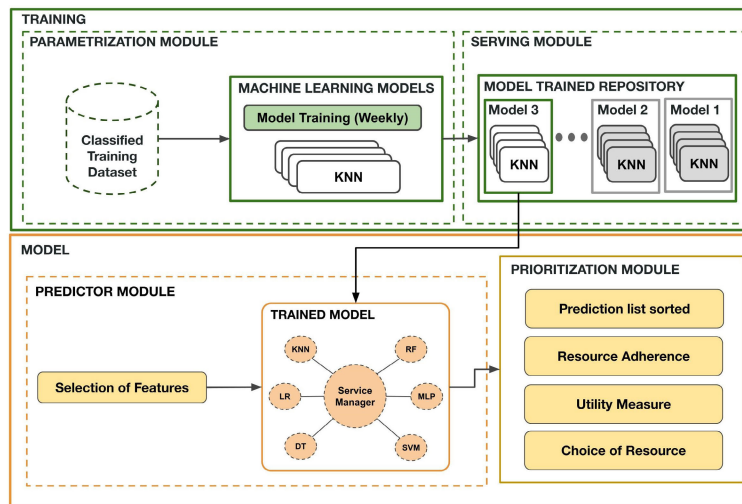 TRAINING
PARAMETRIZATION MODULE
Classified
Training
Dataset
MACHINE LEARNING MODELS
Model Training (Weekly)
KNN
SERVING MODULE
MODEL TRAINED REPOSITORY
Model 3
KNN
Model 2
KNN
Model 1
KNN
MODEL
PREDICTOR MODULE
Selection of Features
TRAINED MODEL
KNN
RF
LR
Service
Manager
MLP
DT
SVM
PRIORITIZATION MODULE
Prediction list sorted
Resource Adherence
Utility Measure
Choice of Resource